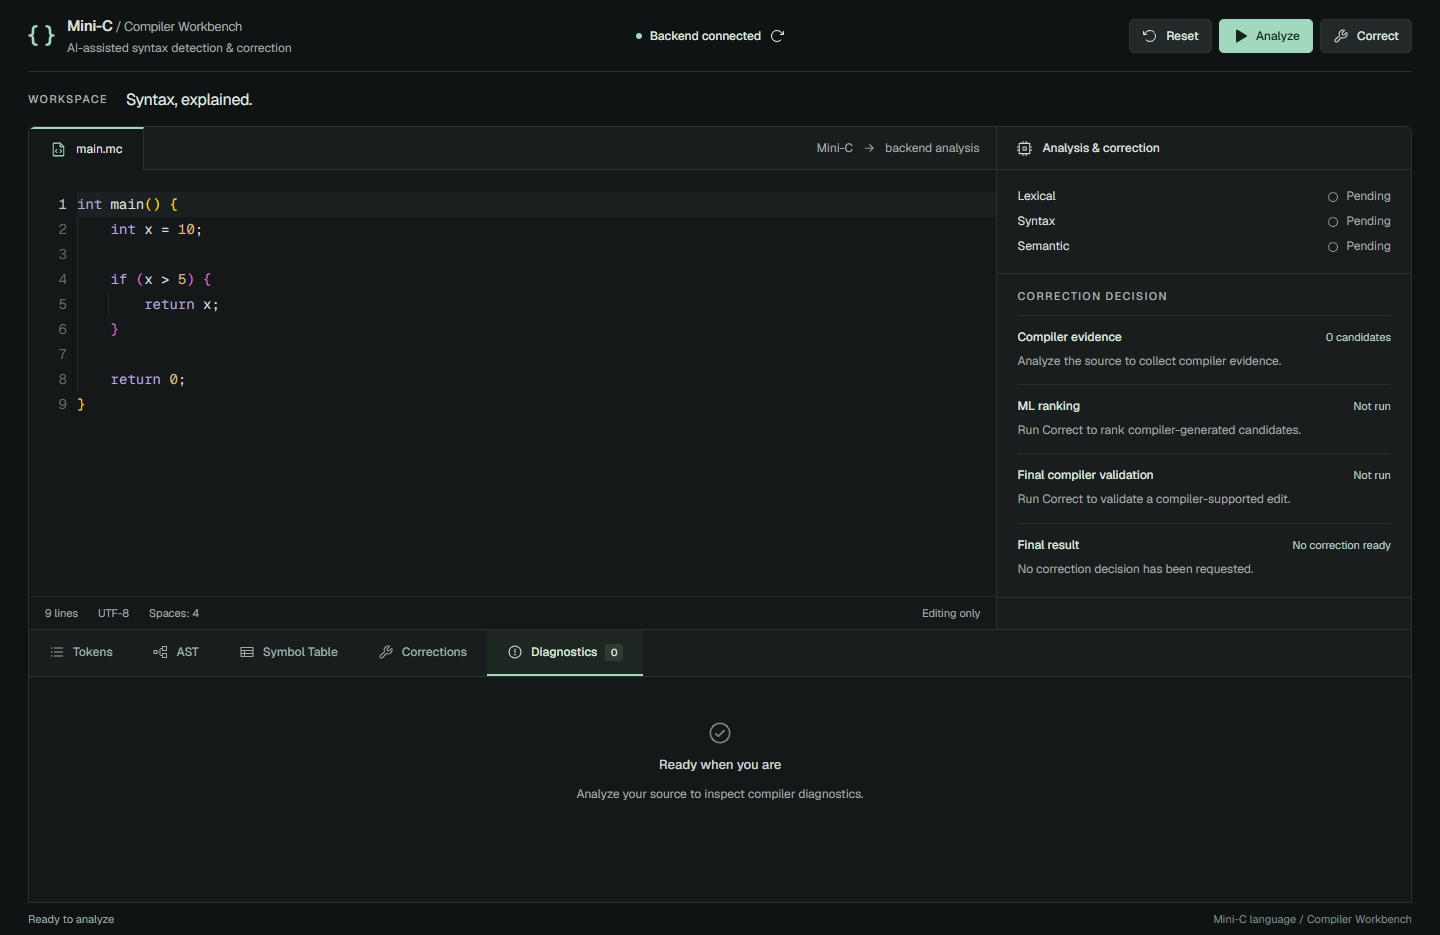 { } Mini-C / Compiler Workbench
AI-assisted syntax detection & correction
Backend connected
Reset
Analyze
Correct
WORKSPACE Syntax, explained.
main.mc
Mini-C → backend analysis
1 int main() {
2     int x = 10;
3
4     if (x > 5) {
5         return x;
6     }
7
8     return 0;
9 }
9 lines UTF-8 Spaces: 4 Editing only
Analysis & correction
Lexical Pending
Syntax Pending
Semantic Pending
CORRECTION DECISION
Compiler evidence 0 candidates
Analyze the source to collect compiler evidence.
ML ranking Not run
Run Correct to rank compiler-generated candidates.
Final compiler validation Not run
Run Correct to validate a compiler-supported edit.
Final result No correction ready
No correction decision has been requested.
Tokens AST Symbol Table Corrections Diagnostics 0
Ready when you are
Analyze your source to inspect compiler diagnostics.
Ready to analyze
Mini-C language / Compiler Workbench